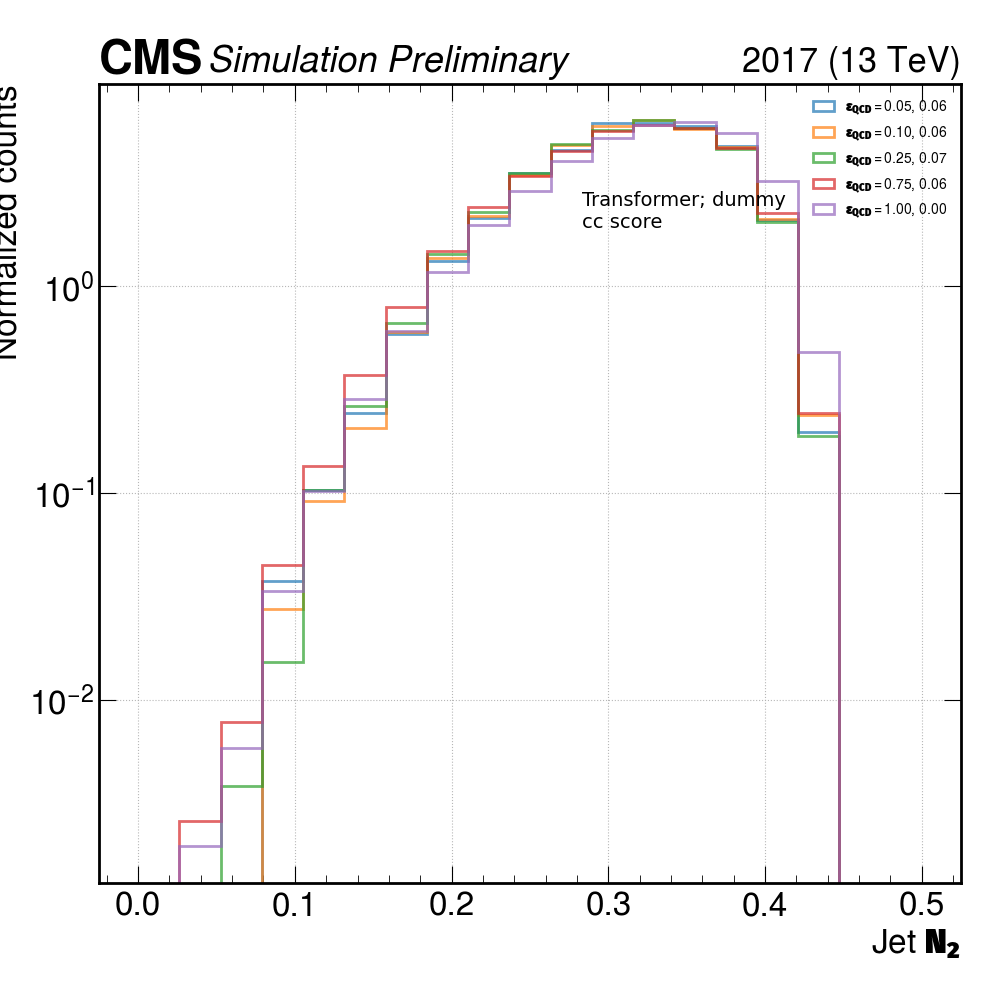 CMS Simulation Preliminary 2017 (13 TeV)
Normalized counts
ε_QCD = 0.05, 0.06
ε_QCD = 0.10, 0.06
ε_QCD = 0.25, 0.07
ε_QCD = 0.75, 0.06
ε_QCD = 1.00, 0.00
Transformer; dummy
cc score
10⁰
10⁻¹
10⁻²
0.0 0.1 0.2 0.3 0.4 0.5
Jet N₂